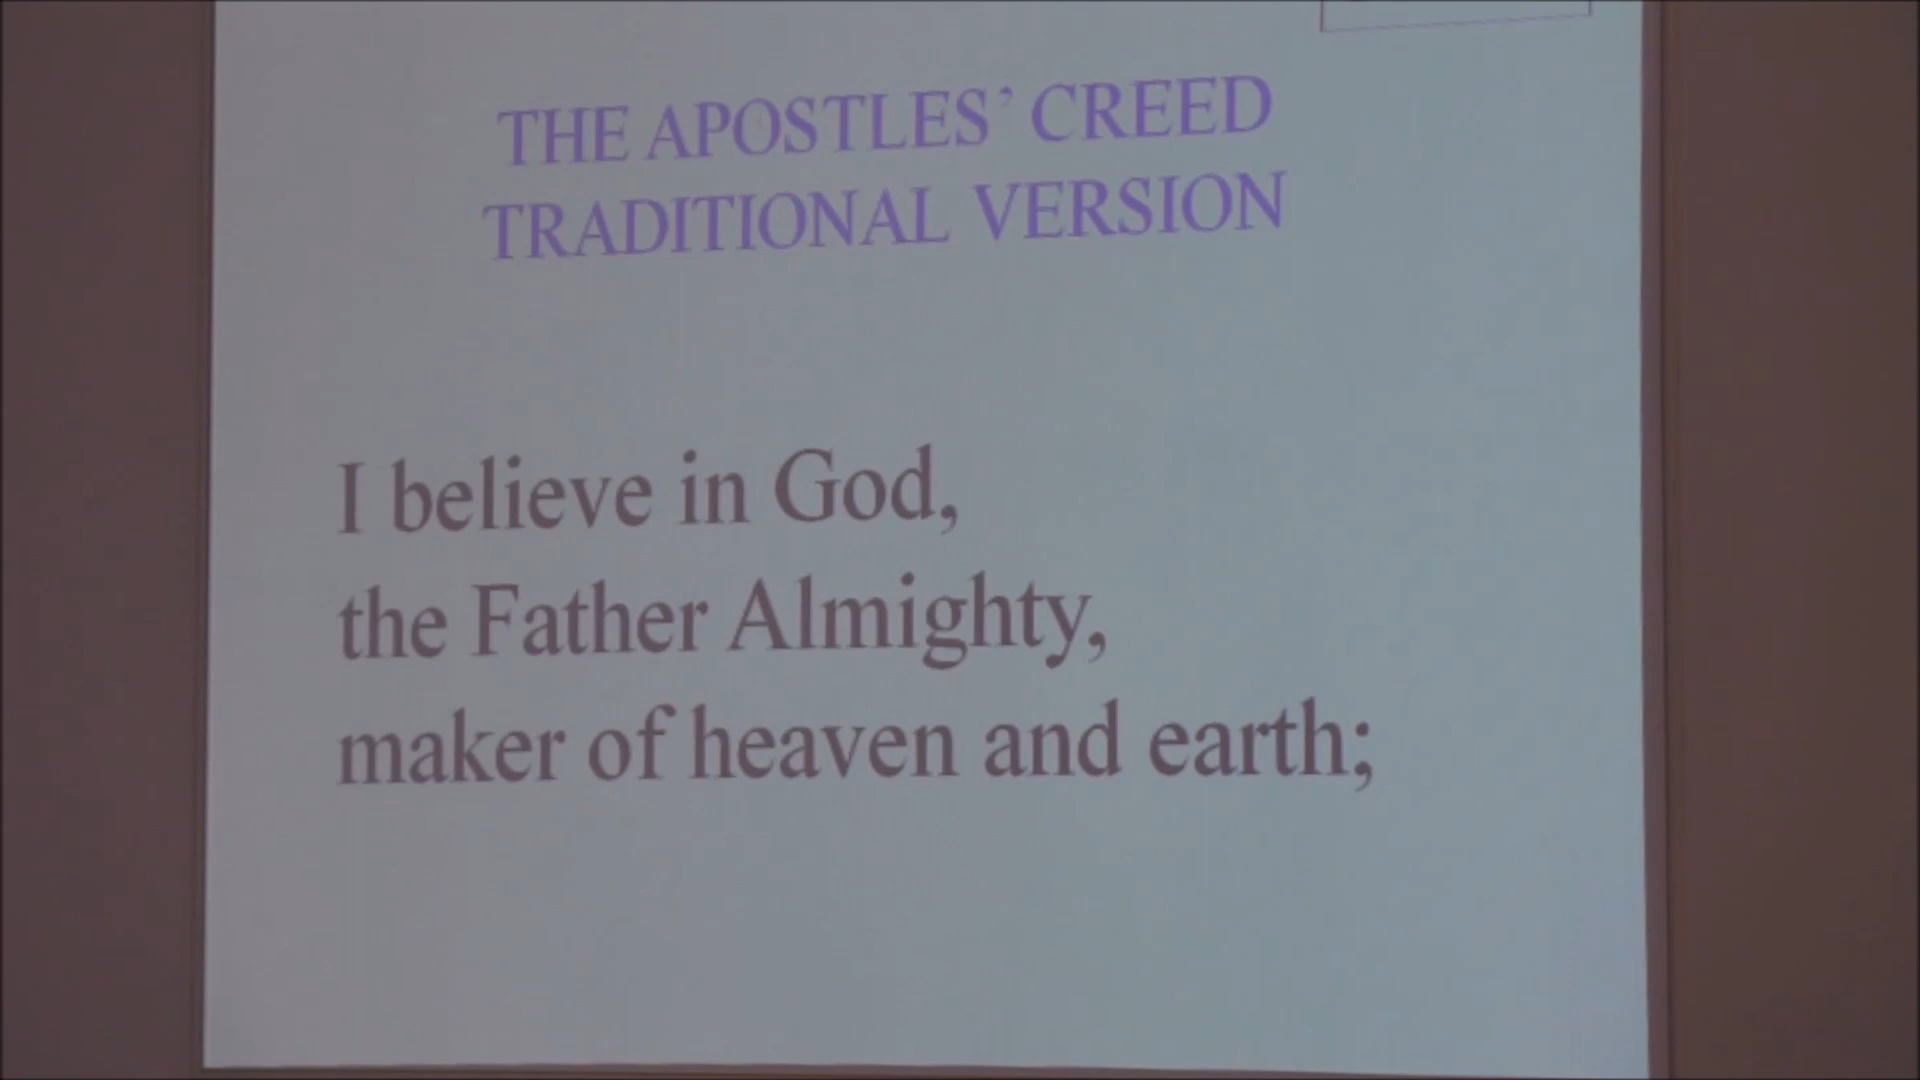 THE APOSTLES’ CREED
TRADITIONAL VERSION
I believe in God,
the Father Almighty,
maker of heaven and earth;